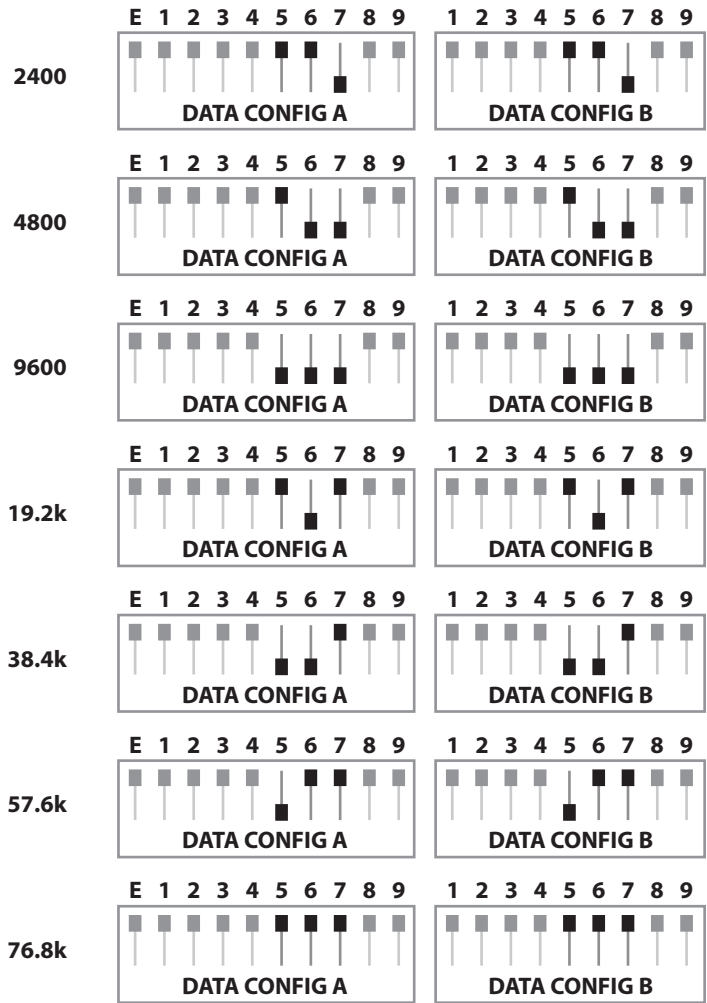 E 1 2 3 4 5 6 7 8 9 1 2 3 4 5 6 7 8 9
2400
DATA CONFIG A DATA CONFIG B
E 1 2 3 4 5 6 7 8 9 1 2 3 4 5 6 7 8 9
4800
DATA CONFIG A DATA CONFIG B
E 1 2 3 4 5 6 7 8 9 1 2 3 4 5 6 7 8 9
9600
DATA CONFIG A DATA CONFIG B
E 1 2 3 4 5 6 7 8 9 1 2 3 4 5 6 7 8 9
19.2k
DATA CONFIG A DATA CONFIG B
E 1 2 3 4 5 6 7 8 9 1 2 3 4 5 6 7 8 9
38.4k
DATA CONFIG A DATA CONFIG B
E 1 2 3 4 5 6 7 8 9 1 2 3 4 5 6 7 8 9
57.6k
DATA CONFIG A DATA CONFIG B
E 1 2 3 4 5 6 7 8 9 1 2 3 4 5 6 7 8 9
76.8k
DATA CONFIG A DATA CONFIG B